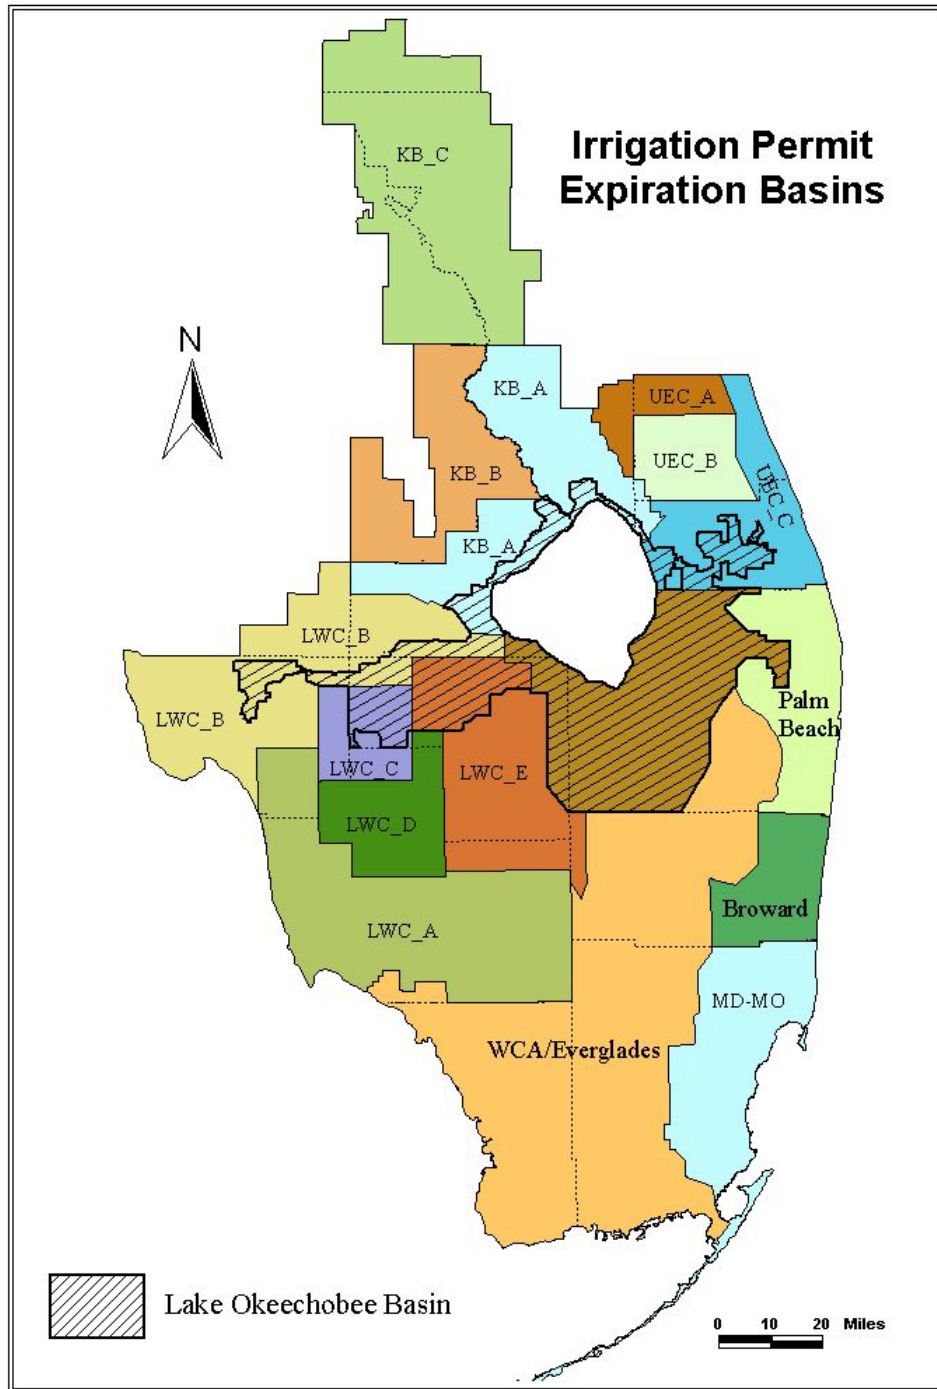 Irrigation Permit
Expiration Basins
KB_C
N
KB_A
UEC_A
KB_B
UEC_B
UEC_C
KB_A
LWC_B
LWC_B
Palm
Beach
LWC_C
LWC_E
LWC_D
Broward
LWC_A
MD-MO
WCA/Everglades
Lake Okeechobee Basin
0 10 20 Miles